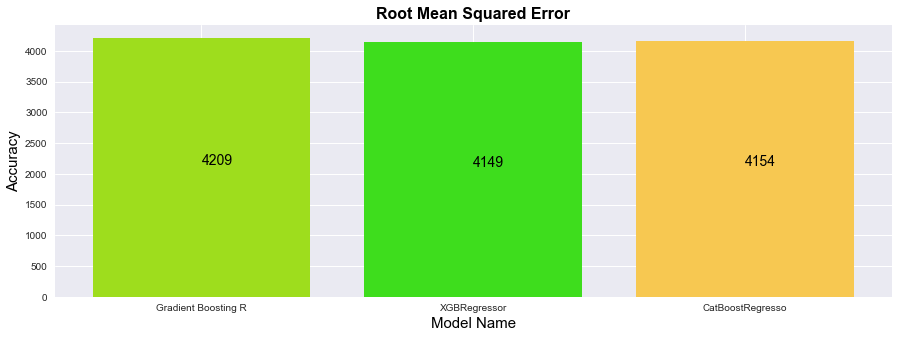 Root Mean Squared Error
Accuracy
4000
3500
3000
2500
2000
1500
1000
500
0
4209
4149
4154
Gradient Boosting R
XGBRegressor
CatBoostRegresso
Model Name